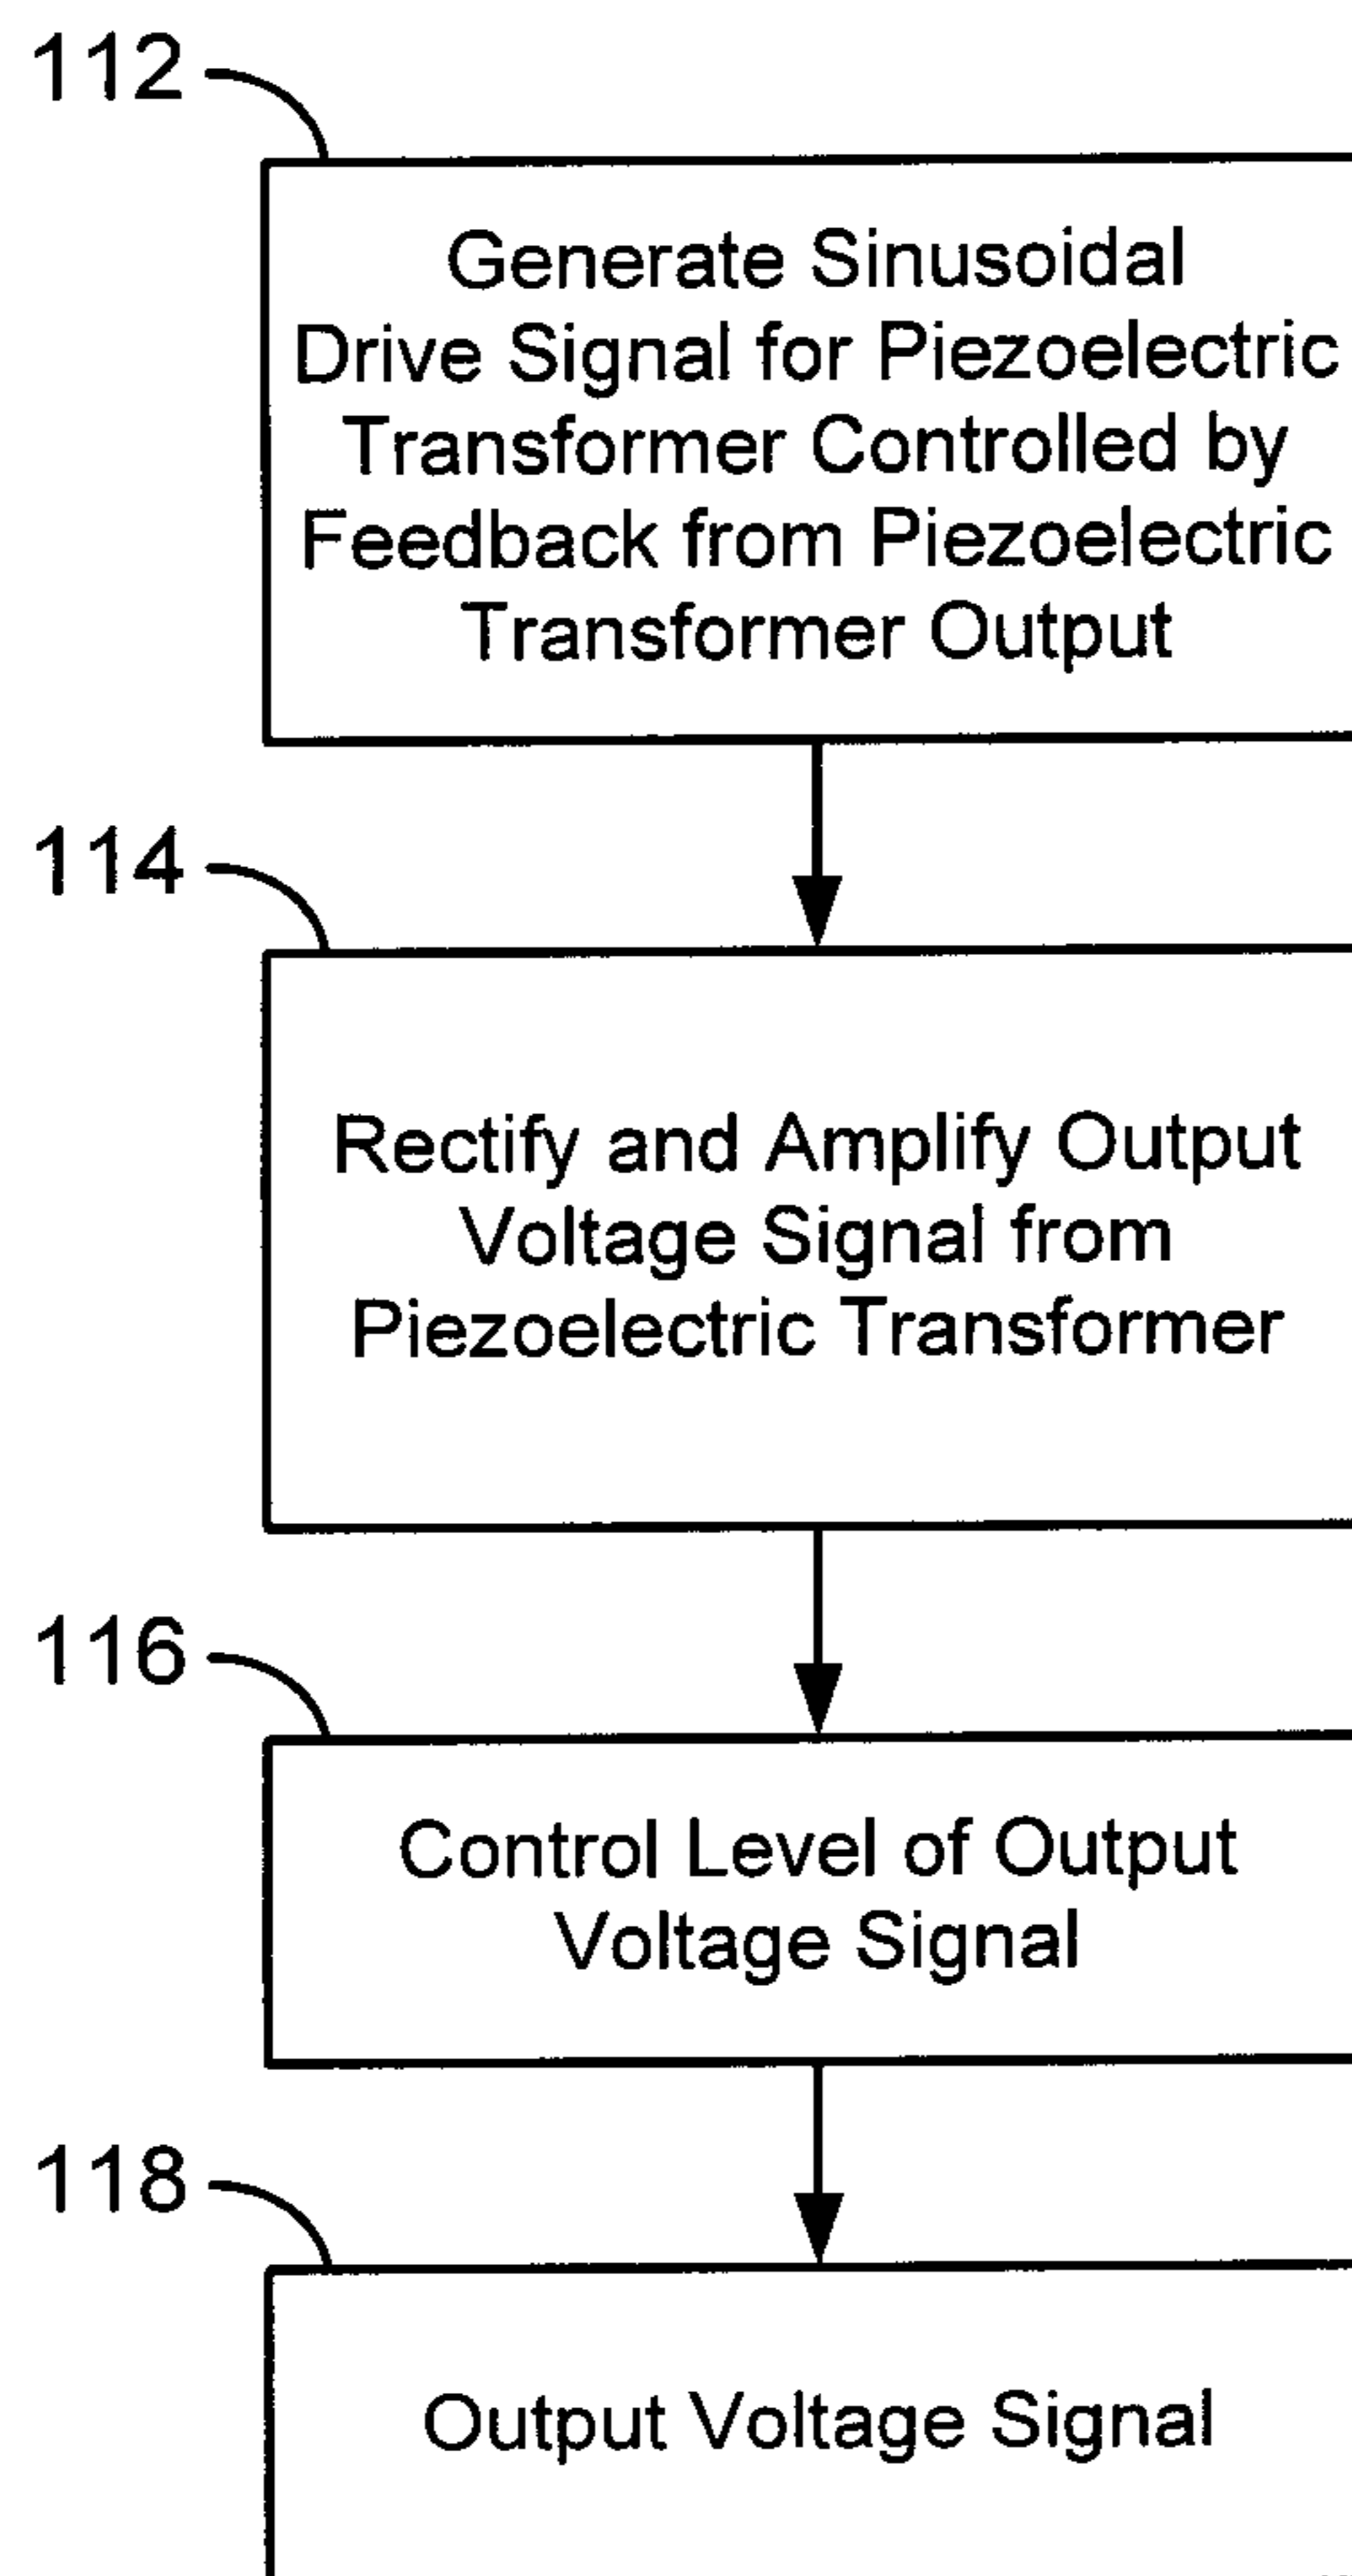 112
Generate Sinusoidal
Drive Signal for Piezoelectric
Transformer Controlled by
Feedback from Piezoelectric
Transformer Output
114
Rectify and Amplify Output
Voltage Signal from
Piezoelectric Transformer
116
Control Level of Output
Voltage Signal
118
Output Voltage Signal